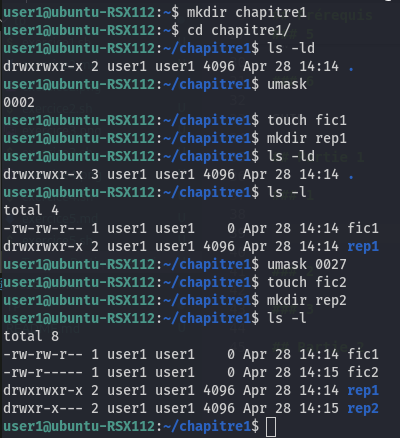 user1@ubuntu-RSX112:~$ mkdir chapitre1
user1@ubuntu-RSX112:~$ cd chapitre1/
user1@ubuntu-RSX112:~/chapitre1$ ls -ld
drwxrwxr-x 2 user1 user1 4096 Apr 28 14:14 .
user1@ubuntu-RSX112:~/chapitre1$ umask
0002
user1@ubuntu-RSX112:~/chapitre1$ touch fic1
user1@ubuntu-RSX112:~/chapitre1$ mkdir rep1
user1@ubuntu-RSX112:~/chapitre1$ ls -ld
drwxrwxr-x 3 user1 user1 4096 Apr 28 14:14 .
user1@ubuntu-RSX112:~/chapitre1$ ls -l
total 4
-rw-rw-r-- 1 user1 user1    0 Apr 28 14:14 fic1
drwxrwxr-x 2 user1 user1 4096 Apr 28 14:14 rep1
user1@ubuntu-RSX112:~/chapitre1$ umask 0027
user1@ubuntu-RSX112:~/chapitre1$ touch fic2
user1@ubuntu-RSX112:~/chapitre1$ mkdir rep2
user1@ubuntu-RSX112:~/chapitre1$ ls -l
total 8
-rw-rw-r-- 1 user1 user1    0 Apr 28 14:14 fic1
-rw-r----- 1 user1 user1    0 Apr 28 14:15 fic2
drwxrwxr-x 2 user1 user1 4096 Apr 28 14:14 rep1
drwxr-x--- 2 user1 user1 4096 Apr 28 14:15 rep2
user1@ubuntu-RSX112:~/chapitre1$